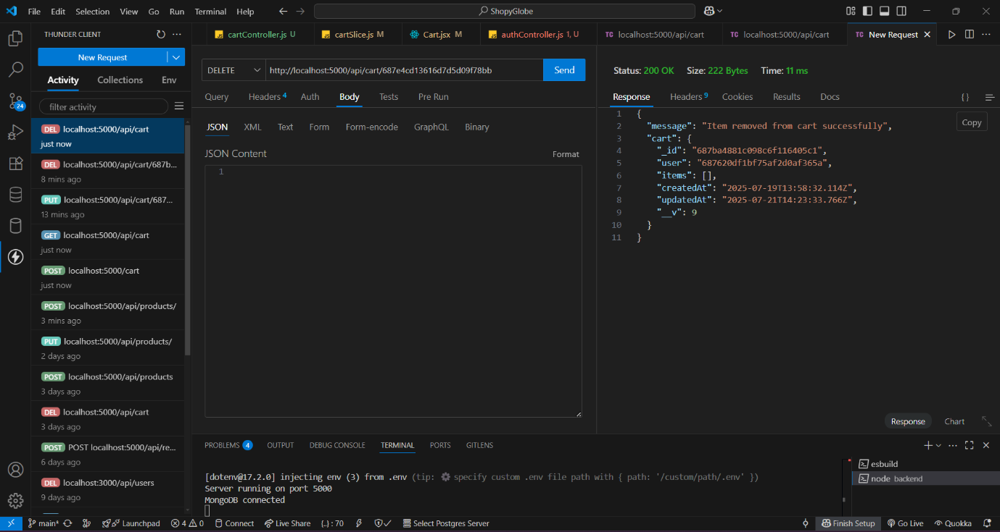 File Edit Selection View Go Run Terminal Help
ShopyGlobe
THUNDER CLIENT
New Request
Activity Collections Env
filter activity
DEL localhost:5000/api/cart
just now
DEL localhost:5000/api/cart/687b...
8 mins ago
PUT localhost:5000/api/cart/687...
13 mins ago
GET localhost:5000/api/cart
just now
POST localhost:5000/cart
just now
POST localhost:5000/api/products/
3 mins ago
PUT localhost:5000/api/products/
2 days ago
POST localhost:5000/api/products
3 days ago
DEL localhost:5000/api/cart
3 days ago
POST POST localhost:5000/api/re...
6 days ago
DEL localhost:3000/api/users
9 days ago
24
JS cartController.js U JS cartSlice.js M Cart.jsx M JS authController.js 1, U TC localhost:5000/api/cart TC localhost:5000/api/cart TC New Request
DELETE http://localhost:5000/api/cart/687e4cd13616d7d5d09f78bb Send
Query Headers 4 Auth Body Tests Pre Run
JSON XML Text Form Form-encode GraphQL Binary
JSON Content Format
1
Status: 200 OK Size: 222 Bytes Time: 11 ms
Response Headers 9 Cookies Results Docs { }
Copy
1 {
2 "message": "Item removed from cart successfully",
3 "cart": {
4 "_id": "687ba4881c098c6f116405c1",
5 "user": "687620df1bf75af2d0af365a",
6 "items": [],
7 "createdAt": "2025-07-19T13:58:32.114Z",
8 "updatedAt": "2025-07-21T14:23:33.766Z",
9 "__v": 9
10 }
11 }
Response Chart
PROBLEMS 4 OUTPUT DEBUG CONSOLE TERMINAL PORTS GITLENS
[dotenv@17.2.0] injecting env (3) from .env (tip: ⚙️ specify custom .env file path with { path: '/custom/path/.env' })
Server running on port 5000
MongoDB connected
esbuild
node backend
main* Launchpad 4 0 Connect Live Share {..} : 70 Select Postgres Server Finish Setup Go Live Quokka